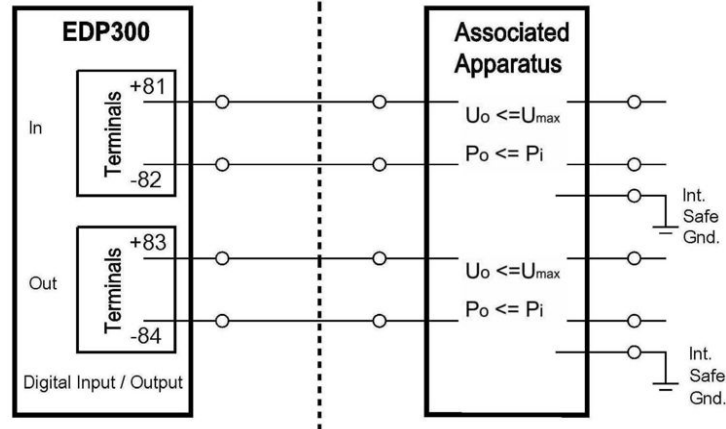 EDP300
Associated
Apparatus
In
Terminals
+81
-82
Uo <=Umax
Po <= Pi
Int.
Safe
Gnd.
Out
Terminals
+83
-84
Uo <=Umax
Po <= Pi
Int.
Safe
Gnd.
Digital Input / Output